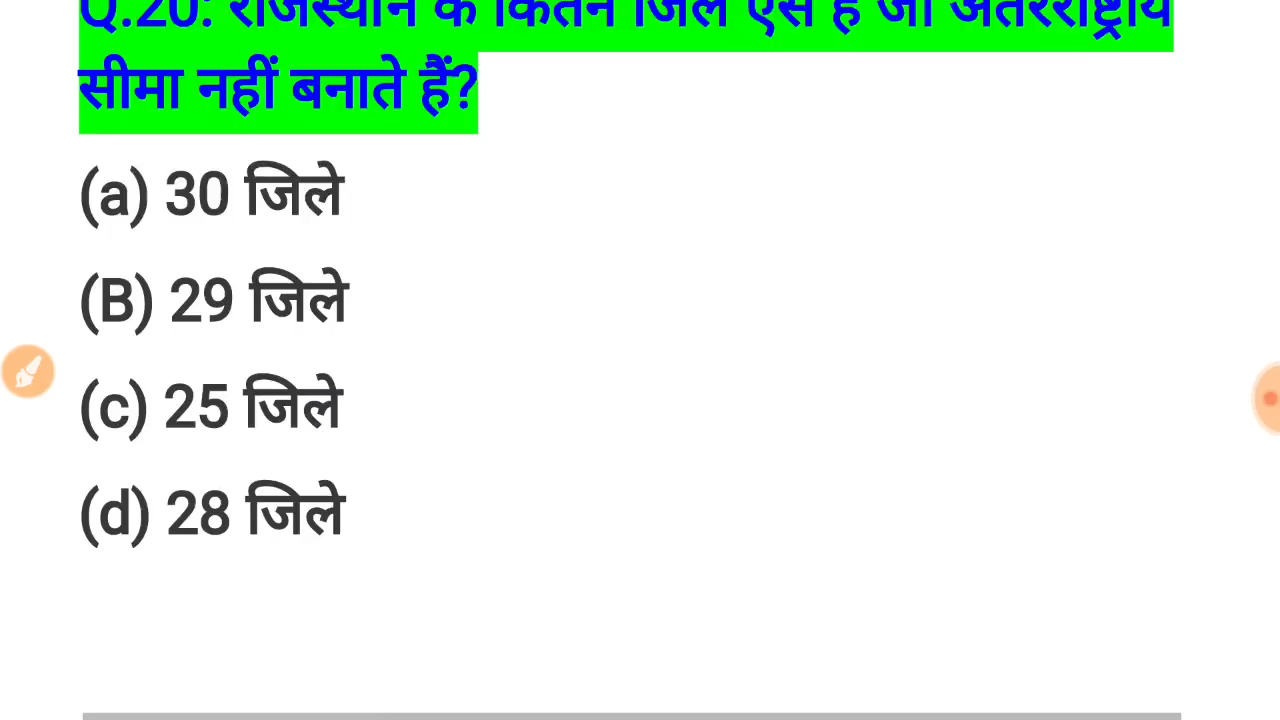 Q.20: राजस्थान के कितने जिले ऐसे है जो अंतरराष्ट्रीय
सीमा नहीं बनाते हैं?
(a) 30 जिले
(B) 29 जिले
(c) 25 जिले
(d) 28 जिले